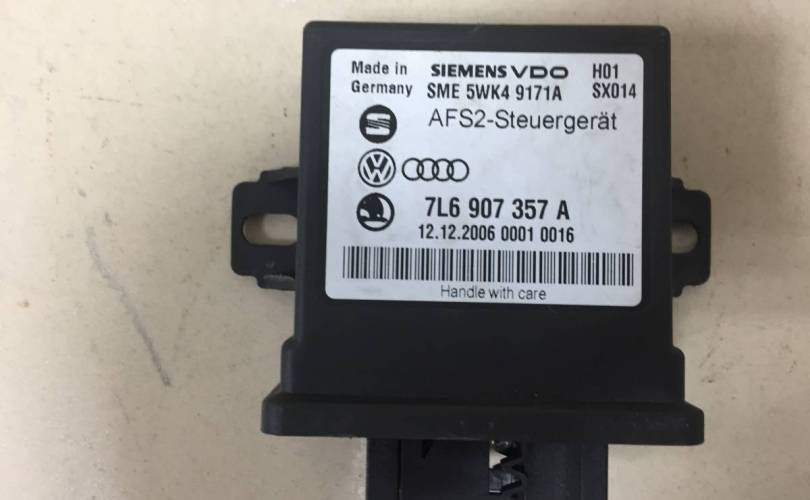 Made in SIEMENS VDO H01
Germany SME 5WK4 9171A SX014
AFS2-Steuergerät
7L6 907 357 A
12.12.2006 0001 0016
Handle with care